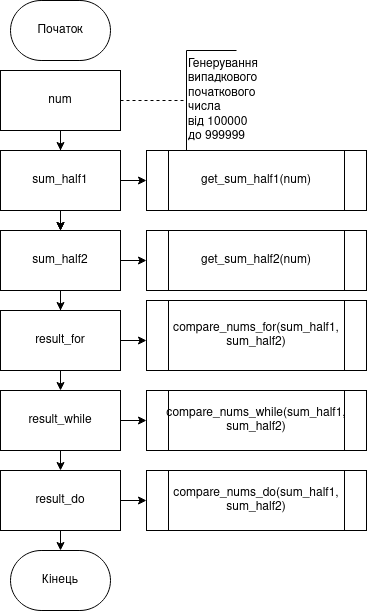 Початок
num
Генерування
випадкового
початкового
числа
від 100000
до 999999
sum_half1
get_sum_half1(num)
sum_half2
get_sum_half2(num)
result_for
compare_nums_for(sum_half1,
sum_half2)
result_while
compare_nums_while(sum_half1,
sum_half2)
result_do
compare_nums_do(sum_half1,
sum_half2)
Кінець